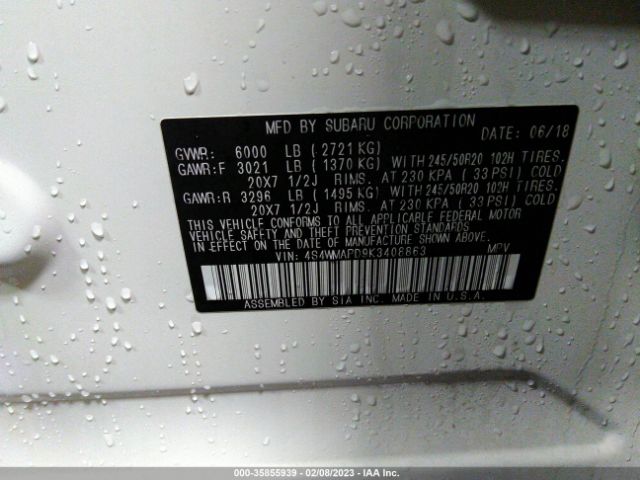 MFD BY SUBARU CORPORATION DATE: 06/18
GVWR: 6000 LB (2721 KG)
GAWR:F 3021 LB (1370 KG) WITH 245/50R20 102H TIRES.
20X7 1/2J RIMS. AT 230 KPA (33 PSI) COLD
GAWR:R 3296 LB (1495 KG) WITH 245/50R20 102H TIRES.
20X7 1/2J RIMS. AT 230 KPA (33 PSI) COLD
THIS VEHICLE CONFORMS TO ALL APPLICABLE FEDERAL MOTOR
VEHICLE SAFETY AND THEFT PREVENTION STANDARDS
IN EFFECT ON THE DATE OF MANUFACTURE SHOWN ABOVE.
VIN: 4S4WMAPD9K3408863 MPV
ASSEMBLED BY SIA INC. MADE IN U.S.A.
000-35855939 - 02/08/2023 - IAA Inc.